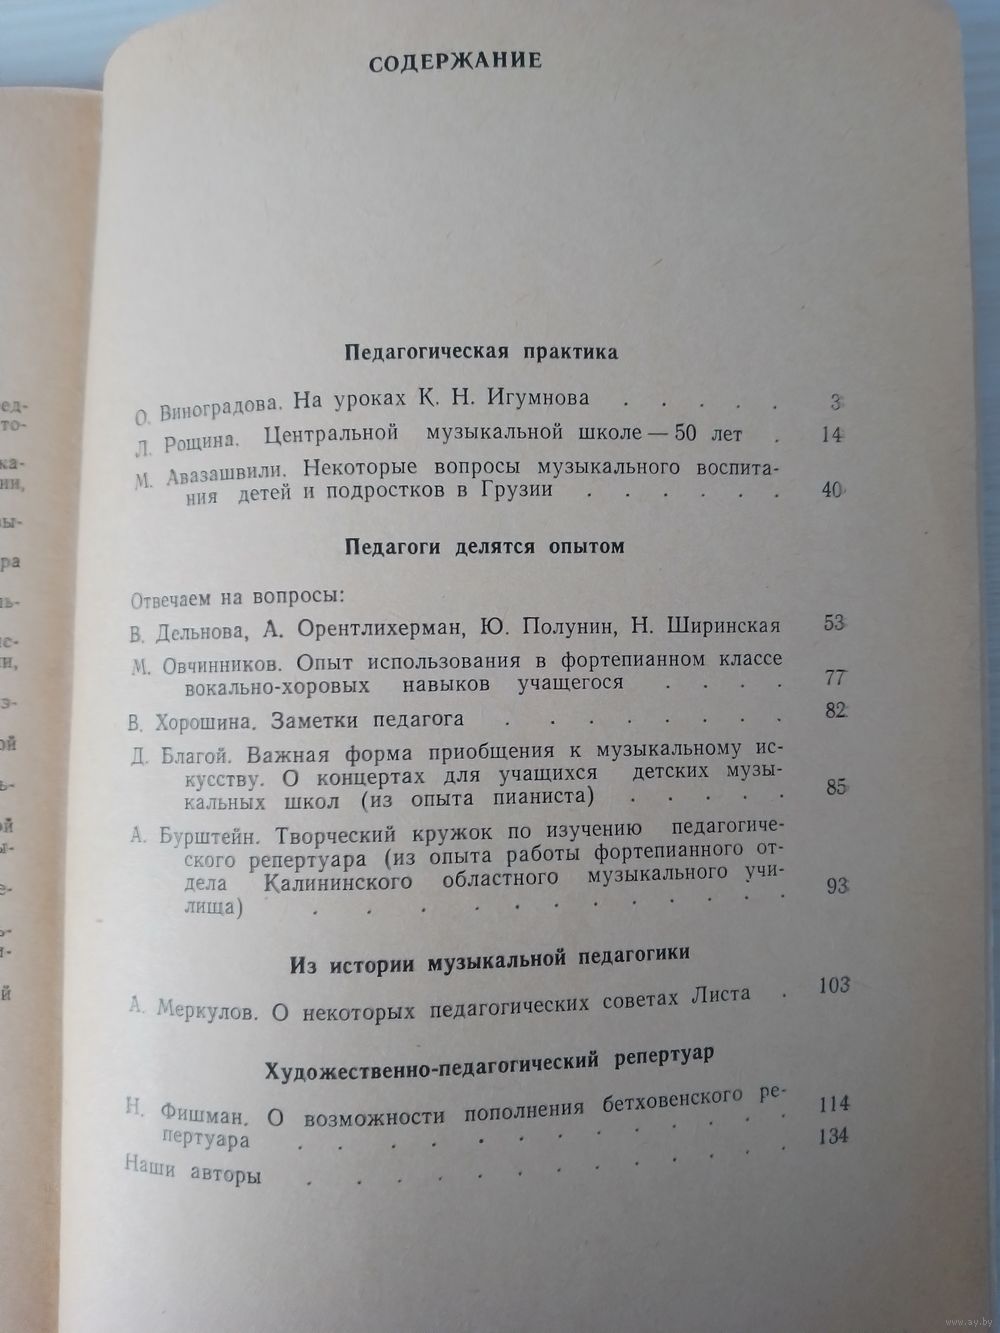 СОДЕРЖАНИЕ
Педагогическая практика
О. Виноградова. На уроках К. Н. Игумнова . . . . . 3
Л. Рощина. Центральной музыкальной школе — 50 лет . 14
М. Авазашвили. Некоторые вопросы музыкального воспита-
ния детей и подростков в Грузии . . . . . . 40
Педагоги делятся опытом
Отвечаем на вопросы:
В. Дельнова, А. Орентлихерман, Ю. Полунин, Н. Ширинская 53
М. Овчинников. Опыт использования в фортепианном классе
вокально-хоровых навыков учащегося . . . . 77
В. Хорошина. Заметки педагога . . . . . . . 82
Д. Благой. Важная форма приобщения к музыкальному ис-
кусству. О концертах для учащихся детских музы-
кальных школ (из опыта пианиста) . . . . . 85
А. Бурштейн. Творческий кружок по изучению педагогиче-
ского репертуара (из опыта работы фортепианного от-
дела Калининского областного музыкального учи-
лища) . . . . . . . . . . 93
Из истории музыкальной педагогики
А. Меркулов. О некоторых педагогических советах Листа . 103
Художественно-педагогический репертуар
Н. Фишман. О возможности пополнения бетховенского ре-
пертуара . . . . . . . . . . 114
Наши авторы . . . . . . . . . . 134
www.ay.by